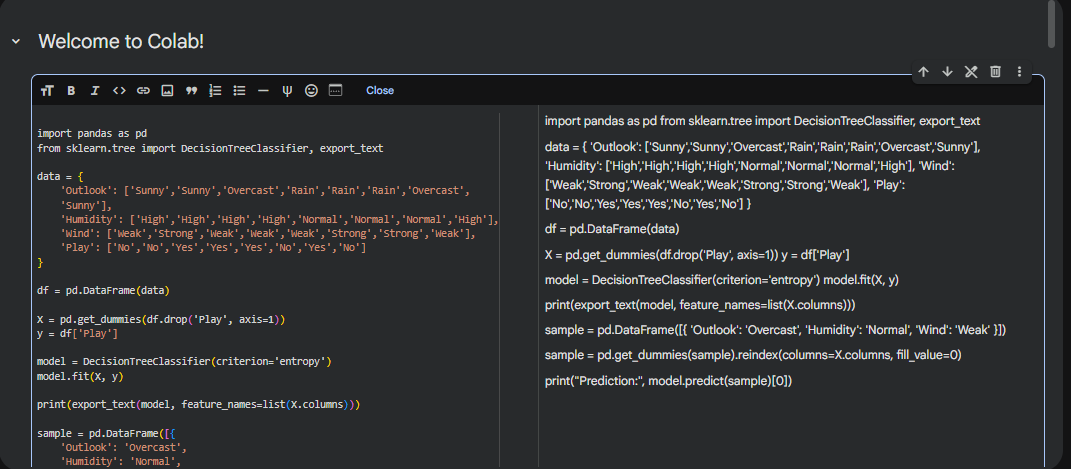 Welcome to Colab!
Close
import pandas as pd
from sklearn.tree import DecisionTreeClassifier, export_text
data = {
'Outlook': ['Sunny','Sunny','Overcast','Rain','Rain','Rain','Overcast',
'Sunny'],
'Humidity': ['High','High','High','High','Normal','Normal','Normal','High'],
'Wind': ['Weak','Strong','Weak','Weak','Weak','Strong','Strong','Weak'],
'Play': ['No','No','Yes','Yes','Yes','No','Yes','No']
}
df = pd.DataFrame(data)
X = pd.get_dummies(df.drop('Play', axis=1))
y = df['Play']
model = DecisionTreeClassifier(criterion='entropy')
model.fit(X, y)
print(export_text(model, feature_names=list(X.columns)))
sample = pd.DataFrame([{
'Outlook': 'Overcast',
'Humidity': 'Normal',
import pandas as pd from sklearn.tree import DecisionTreeClassifier, export_text
data = { 'Outlook': ['Sunny','Sunny','Overcast','Rain','Rain','Rain','Overcast','Sunny'],
'Humidity': ['High','High','High','High','Normal','Normal','Normal','High'], 'Wind':
['Weak','Strong','Weak','Weak','Weak','Strong','Strong','Weak'], 'Play':
['No','No','Yes','Yes','Yes','No','Yes','No'] }
df = pd.DataFrame(data)
X = pd.get_dummies(df.drop('Play', axis=1)) y = df['Play']
model = DecisionTreeClassifier(criterion='entropy') model.fit(X, y)
print(export_text(model, feature_names=list(X.columns)))
sample = pd.DataFrame([{ 'Outlook': 'Overcast', 'Humidity': 'Normal', 'Wind': 'Weak' }])
sample = pd.get_dummies(sample).reindex(columns=X.columns, fill_value=0)
print("Prediction:", model.predict(sample)[0])